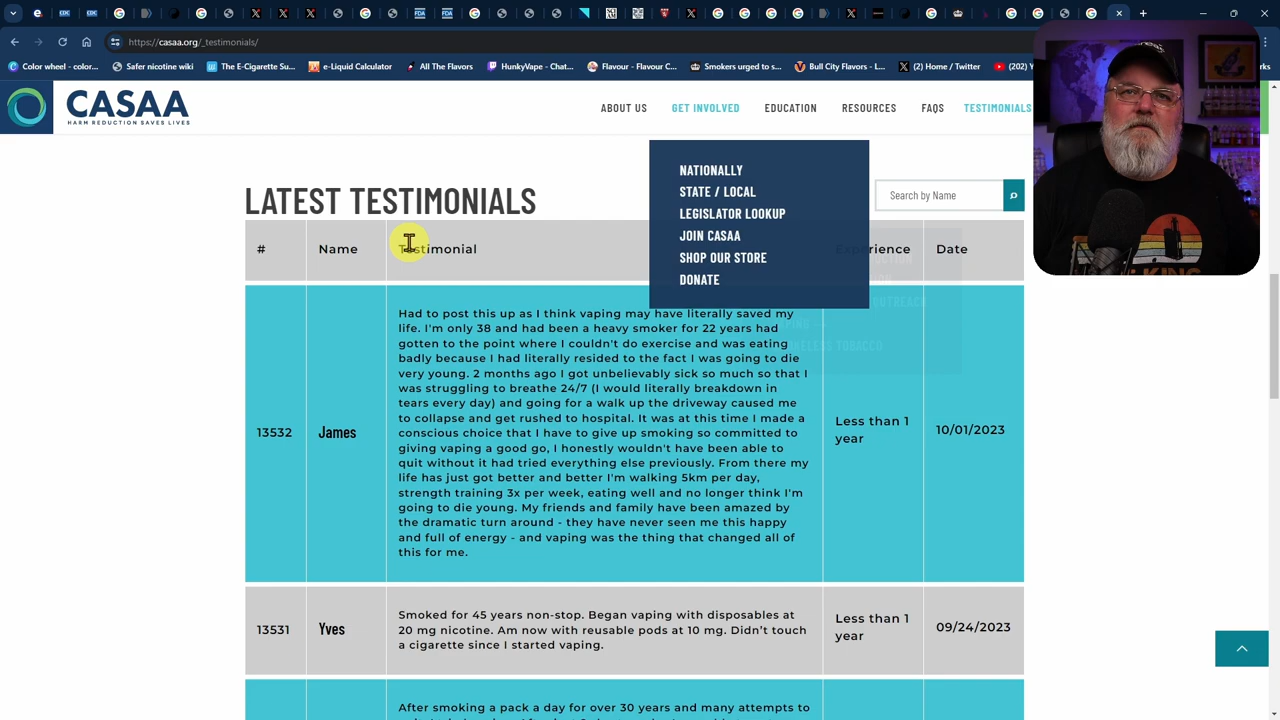 https://casaa.org/_testimonials/
Color wheel - color...
Safer nicotine wiki
The E-Cigarette Su...
e-Liquid Calculator
All The Flavors
HunkyVape - Chat...
Flavour – Flavour C...
Smokers urged to s...
Bull City Flavors - L...
(2) Home / Twitter
(202) Y
CASAA
HARM REDUCTION SAVES LIVES
ABOUT US
GET INVOLVED
EDUCATION
RESOURCES
FAQS
TESTIMONIALS
NATIONALLY
STATE / LOCAL
LEGISLATOR LOOKUP
JOIN CASAA
SHOP OUR STORE
DONATE
LATEST TESTIMONIALS
Search by Name
# Name Testimonial Experience Date
OUTREACH
Had to post this up as I think vaping may have literally saved my
life. I'm only 38 and had been a heavy smoker for 22 years had
gotten to the point where I couldn't do exercise and was eating
badly because I had literally resided to the fact I was going to die
very young. 2 months ago I got unbelievably sick so much so that I
was struggling to breathe 24/7 (I would literally breakdown in
tears every day) and going for a walk up the driveway caused me
to collapse and get rushed to hospital. It was at this time I made a
conscious choice that I have to give up smoking so committed to
giving vaping a good go, I honestly wouldn't have been able to
quit without it had tried everything else previously. From there my
life has just got better and better I'm walking 5km per day,
strength training 3x per week, eating well and no longer think I'm
going to die young. My friends and family have been amazed by
the dramatic turn around - they have never seen me this happy
and full of energy - and vaping was the thing that changed all of
this for me.
13532
James
Less than 1
year
10/01/2023
13531
Yves
Smoked for 45 years non-stop. Began vaping with disposables at
20 mg nicotine. Am now with reusable pods at 10 mg. Didn't touch
a cigarette since I started vaping.
Less than 1
year
09/24/2023
After smoking a pack a day for over 30 years and many attempts to